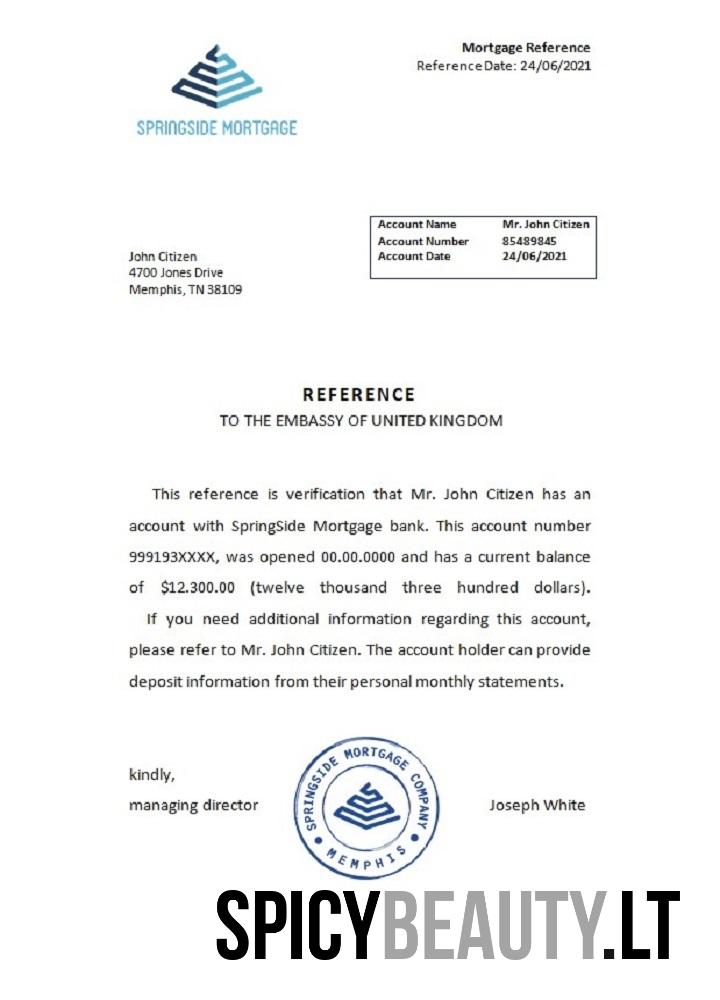 Mortgage Reference
Reference Date: 24/06/2021
SPRINGSIDE MORTGAGE
Account Name Mr. John Citizen
Account Number 85489845
Account Date 24/06/2021
John Citizen
4700 Jones Drive
Memphis, TN 38109
REFERENCE
TO THE EMBASSY OF UNITED KINGDOM
This reference is verification that Mr. John Citizen has an
account with SpringSide Mortgage bank. This account number
999193XXXX, was opened 00.00.0000 and has a current balance
of $12.300.00 (twelve thousand three hundred dollars).
If you need additional information regarding this account,
please refer to Mr. John Citizen. The account holder can provide
deposit information from their personal monthly statements.
kindly,
managing director
SPRINGSIDE MORTGAGE COMPANY
MEMPHIS
Joseph White
SPICYBEAUTY.LT